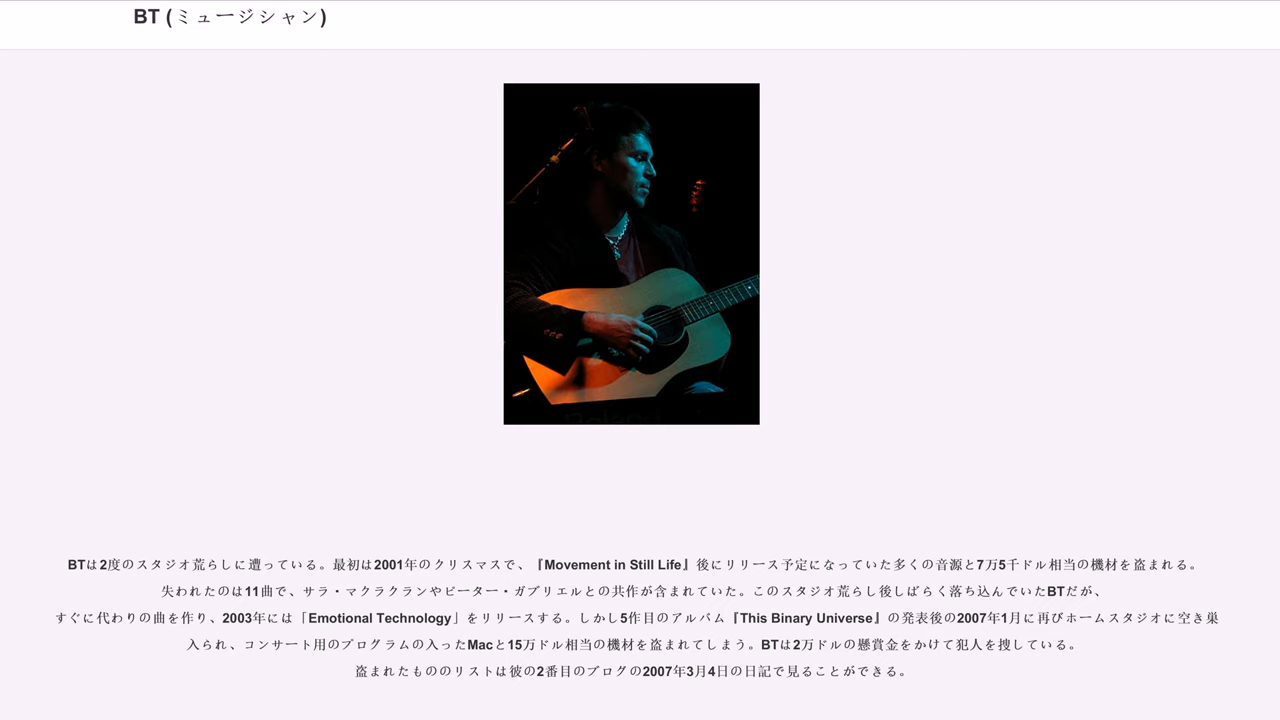 BT (ミュージシャン)
BTは2度のスタジオ荒らしに遭っている。最初は2001年のクリスマスで、『Movement in Still Life』後にリリース予定になっていた多くの音源と7万5千ドル相当の機材を盗まれる。
失われたのは11曲で、サラ・マクラクランやピーター・ガブリエルとの共作が含まれていた。このスタジオ荒らし後しばらく落ち込んでいたBTだが、
すぐに代わりの曲を作り、2003年には「Emotional Technology」をリリースする。しかし5作目のアルバム『This Binary Universe』の発表後の2007年1月に再びホームスタジオに空き巣
入られ、コンサート用のプログラムの入ったMacと15万ドル相当の機材を盗まれてしまう。BTは2万ドルの懸賞金をかけて犯人を捜している。
盗まれたもののリストは彼の2番目のブログの2007年3月4日の日記で見ることができる。